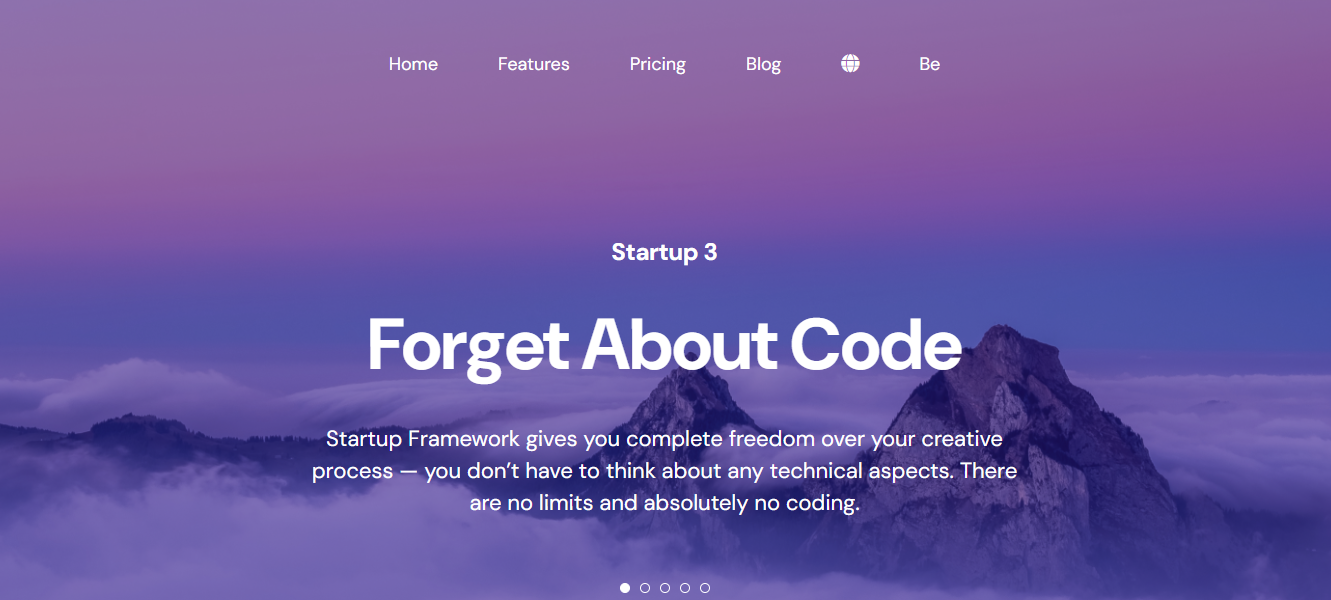 Home Features Pricing Blog Be
Startup 3
Forget About Code
Startup Framework gives you complete freedom over your creative
process — you don’t have to think about any technical aspects. There
are no limits and absolutely no coding.